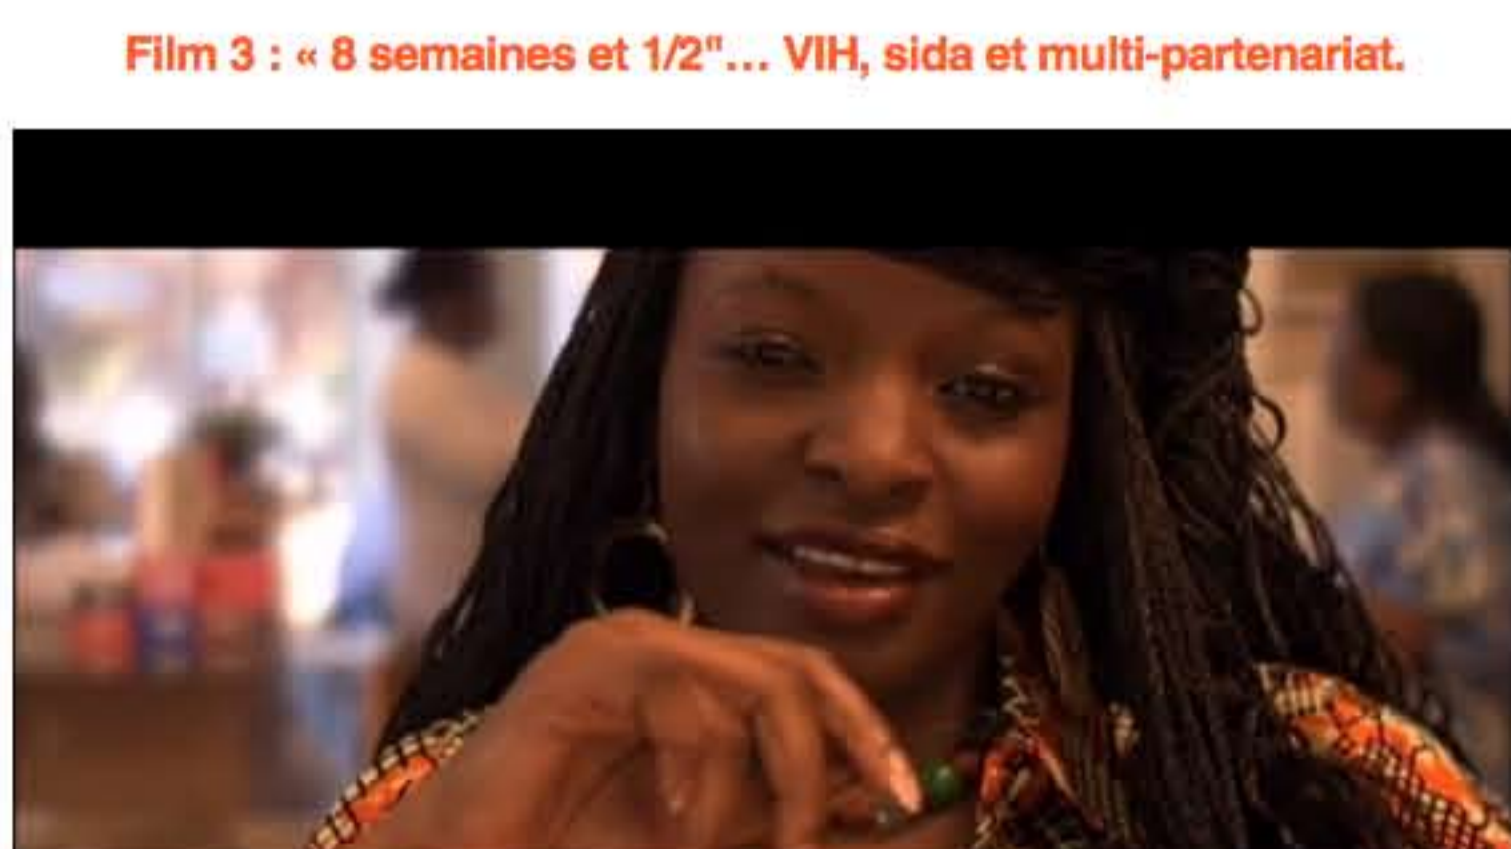 Film 3 : « 8 semaines et 1/2"... VIH, sida et multi-partenariat.